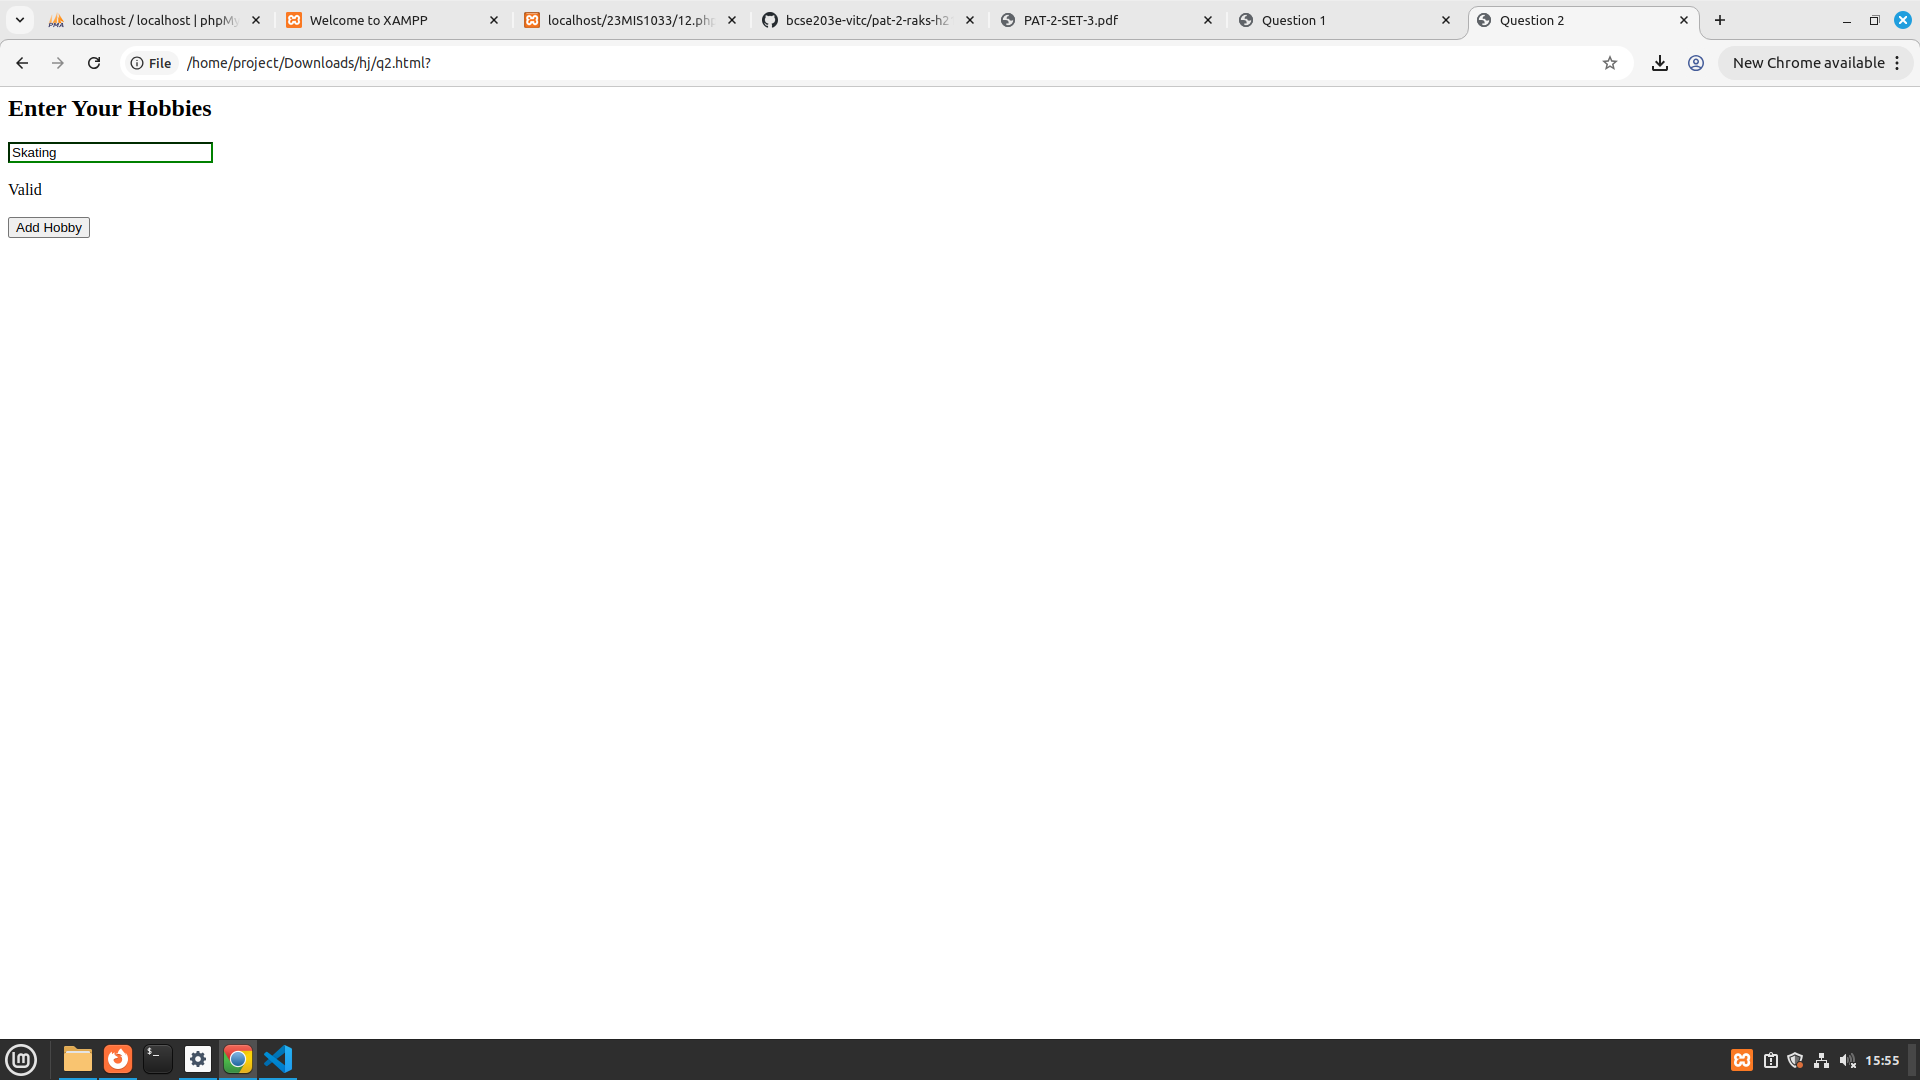 localhost / localhost | phpMy
Welcome to XAMPP
localhost/23MIS1033/12.php
bcse203e-vitc/pat-2-raks-h2
PAT-2-SET-3.pdf
Question 1
Question 2
File
/home/project/Downloads/hj/q2.html?
New Chrome available
Enter Your Hobbies
Skating
Valid
Add Hobby
15:55